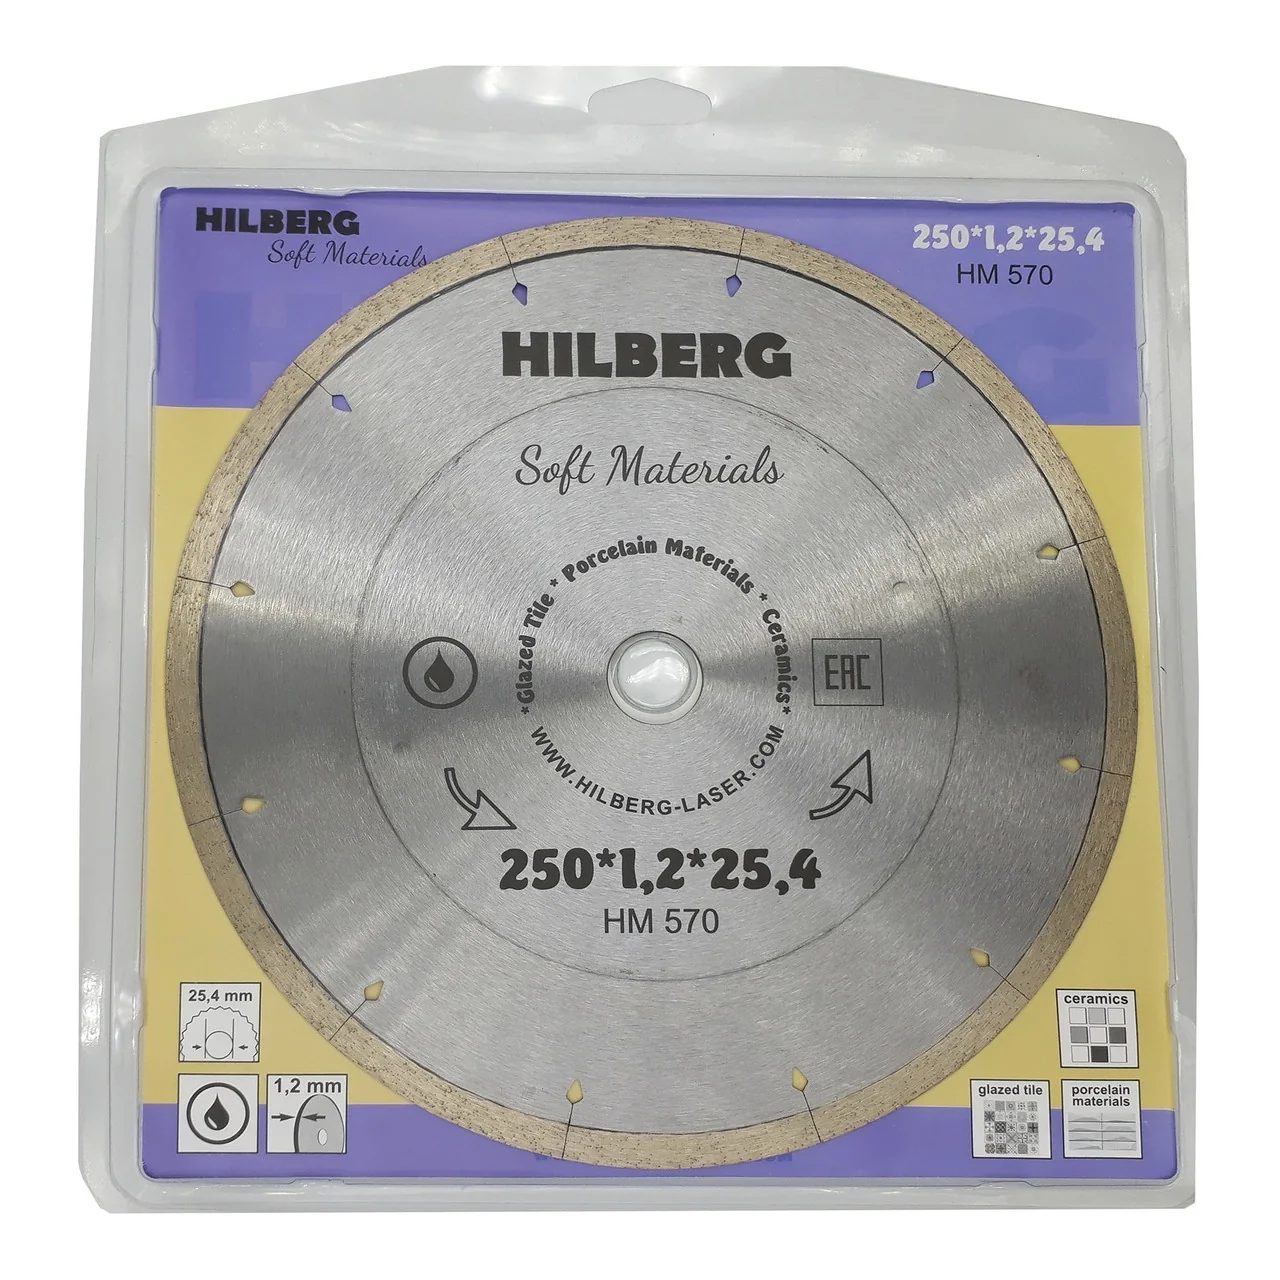 HILBERG
Soft Materials
250*1,2*25,4
HM 570
HILBERG
Soft Materials
*Glazed Tile * Porcelain Materials * Ceramics*
WWW.HILBERG-LASER.COM
EAC
250*1,2*25,4
HM 570
25,4 mm
1,2 mm
ceramics
glazed tile
porcelain
materials